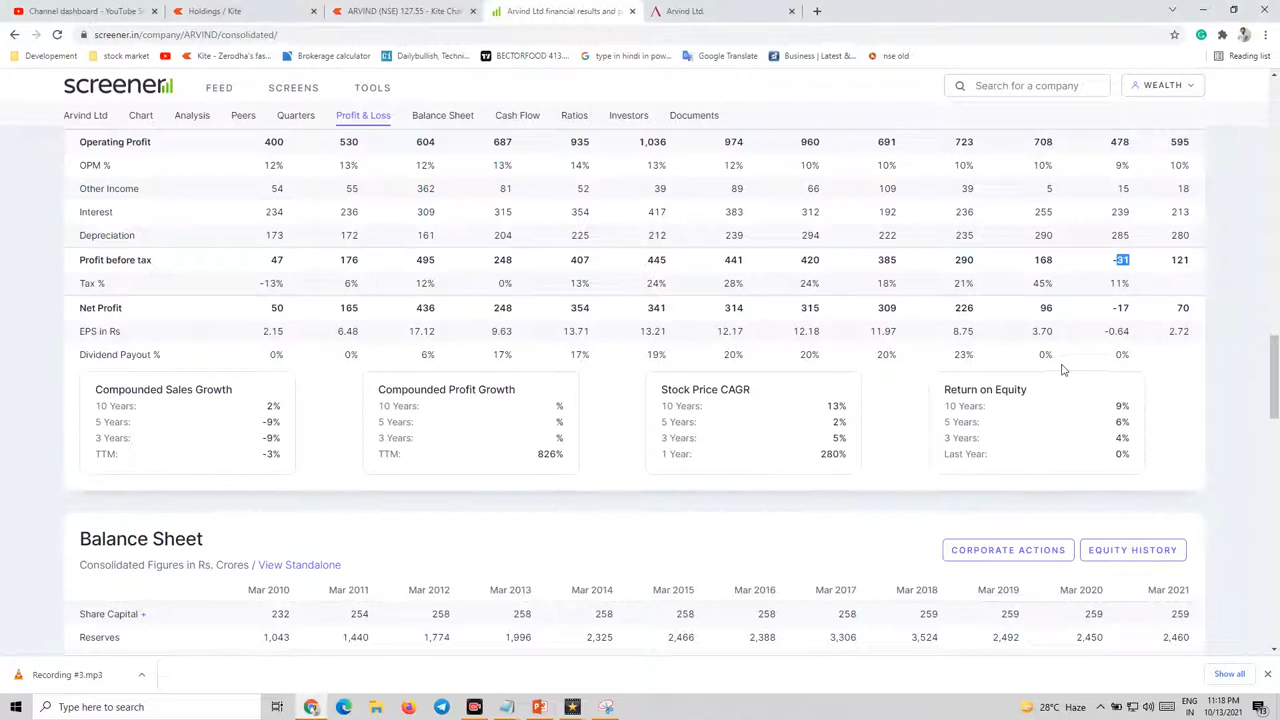 Channel dashboard - YouTube S
Holdings / Kite
ARVIND (NSE) 127.55 - Kite Char
Arvind Ltd financial results and p
Arvind Ltd.
screener.in/company/ARVIND/consolidated/
Developement
stock market
Kite - Zerodha's fas...
Brokerage calculator
Dailybullish, Techni...
BECTORFOOD 413....
type in hindi in pow...
Google Translate
Business | Latest &...
nse old
Reading list
screener
FEED
SCREENS
TOOLS
Search for a company
WEALTH
Arvind Ltd Chart Analysis Peers Quarters Profit & Loss Balance Sheet Cash Flow Ratios Investors Documents
Operating Profit 400 530 604 687 935 1,036 974 960 691 723 708 478 595
OPM % 12% 13% 12% 13% 14% 13% 12% 10% 10% 10% 10% 9% 10%
Other Income 54 55 362 81 52 39 89 66 109 39 5 15 18
Interest 234 236 309 315 354 417 383 312 192 236 255 239 213
Depreciation 173 172 161 204 225 212 239 294 222 235 290 285 280
Profit before tax 47 176 495 248 407 445 441 420 385 290 168 -31 121
Tax % -13% 6% 12% 0% 13% 24% 28% 24% 18% 21% 45% 11%
Net Profit 50 165 436 248 354 341 314 315 309 226 96 -17 70
EPS in Rs 2.15 6.48 17.12 9.63 13.71 13.21 12.17 12.18 11.97 8.75 3.70 -0.64 2.72
Dividend Payout % 0% 0% 6% 17% 17% 19% 20% 20% 20% 23% 0% 0%
Compounded Sales Growth
10 Years: 2%
5 Years: -9%
3 Years: -9%
TTM: -3%
Compounded Profit Growth
10 Years: %
5 Years: %
3 Years: %
TTM: 826%
Stock Price CAGR
10 Years: 13%
5 Years: 2%
3 Years: 5%
1 Year: 280%
Return on Equity
10 Years: 9%
5 Years: 6%
3 Years: 4%
Last Year: 0%
Balance Sheet
Consolidated Figures in Rs. Crores / View Standalone
CORPORATE ACTIONS
EQUITY HISTORY
Mar 2010 Mar 2011 Mar 2012 Mar 2013 Mar 2014 Mar 2015 Mar 2016 Mar 2017 Mar 2018 Mar 2019 Mar 2020 Mar 2021
Share Capital + 232 254 258 258 258 258 258 258 259 259 259 259
Reserves 1,043 1,440 1,774 1,996 2,325 2,466 2,388 3,306 3,524 2,492 2,450 2,460
Recording #3.mp3
Show all
Type here to search
28°C Haze
ENG
IN
11:18 PM
10/13/2021